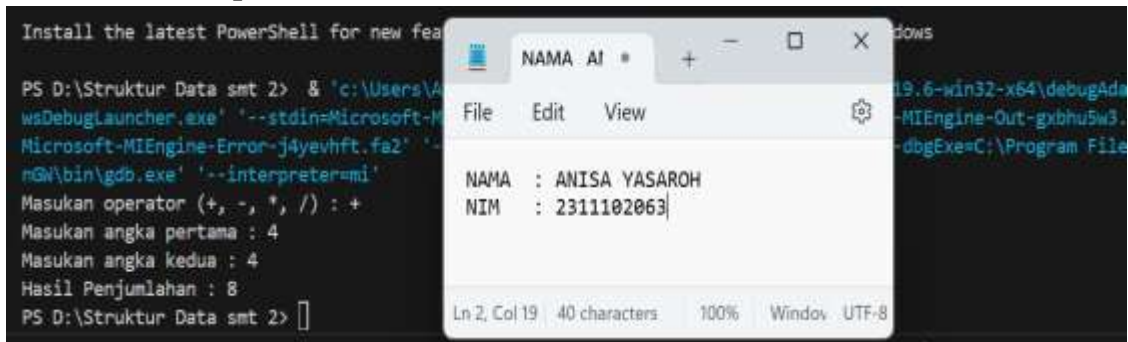 Install the latest PowerShell for new fea
dows
PS D:\Struktur Data smt 2> & 'c:\Users\A
19.6-win32-x64\debugAda
wsDebugLauncher.exe' '--stdin=Microsoft-M
-MIEngine-Out-gxbhu5w3.
Microsoft-MIEngine-Error-j4yevhft.fa2' '-
-dbgExe=C:\Program File
nGW\bin\gdb.exe' '--interpreter=mi'
Masukan operator (+, -, *, /) : +
Masukan angka pertama : 4
Masukan angka kedua : 4
Hasil Penjumlahan : 8
PS D:\Struktur Data smt 2>
NAMA
File Edit View
NAMA : ANISA YASAROH
NIM : 2311102063
Ln 2, Col 19 40 characters 100% Window UTF-8